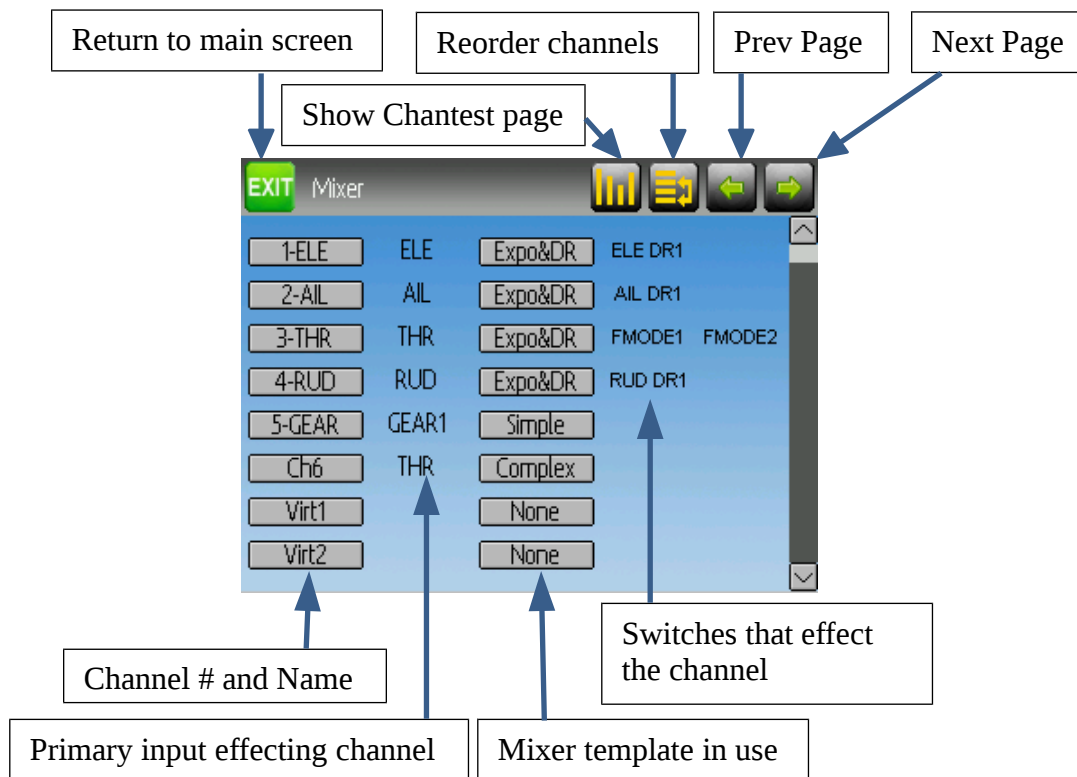 Return to main screen
Reorder channels
Prev Page
Next Page
Show Chantest page
EXIT Mixer
1-ELE ELE Expo&DR ELE DR1
2-AIL AIL Expo&DR AIL DR1
3-THR THR Expo&DR FMODE1 FMODE2
4-RUD RUD Expo&DR RUD DR1
5-GEAR GEAR1 Simple
Ch6 THR Complex
Virt1 None
Virt2 None
Switches that effect
the channel
Channel # and Name
Primary input effecting channel
Mixer template in use